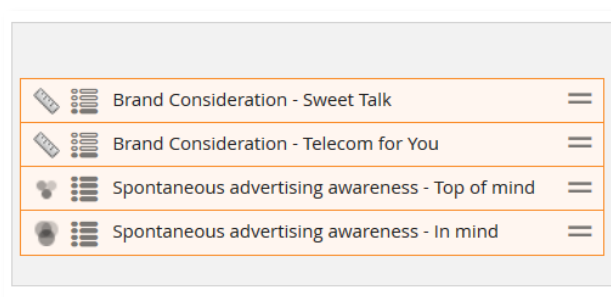 Brand Consideration - Sweet Talk
Brand Consideration - Telecom for You
Spontaneous advertising awareness - Top of mind
Spontaneous advertising awareness - In mind